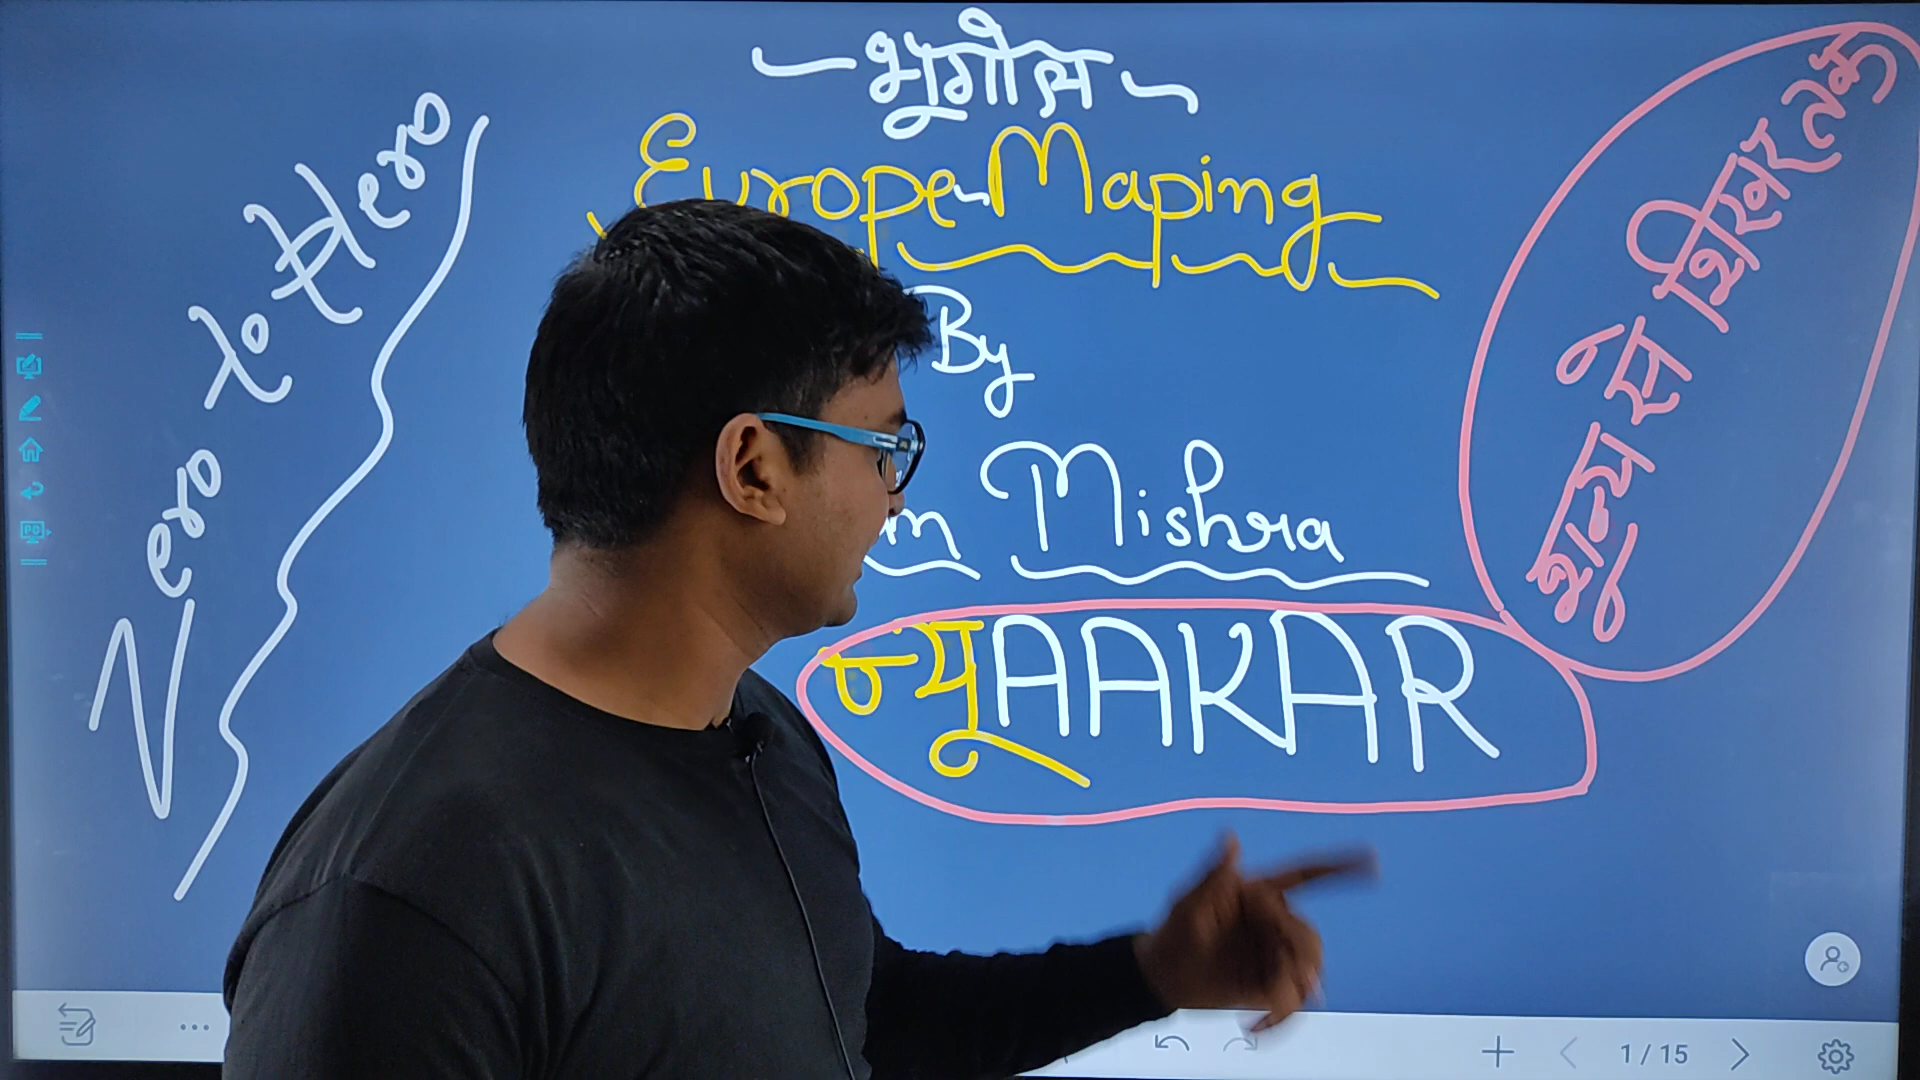 ~भूगोल~
Europe-Maping
By
Mishra
न्यूAAKAR
Zero to Hero
शून्य से शिखर तक
1/15